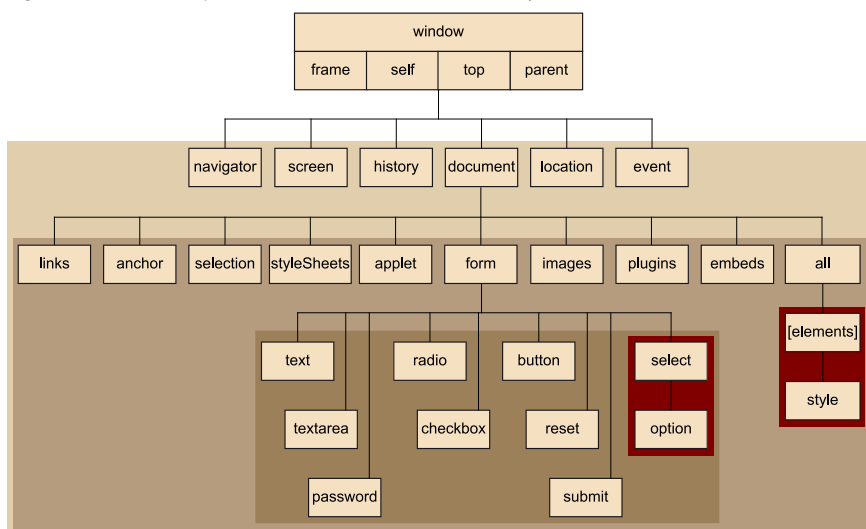 window
frame self top parent
navigator screen history document location event
links anchor selection styleSheets applet form images plugins embeds all
[elements]
text radio button select
style
textarea checkbox reset option
password submit